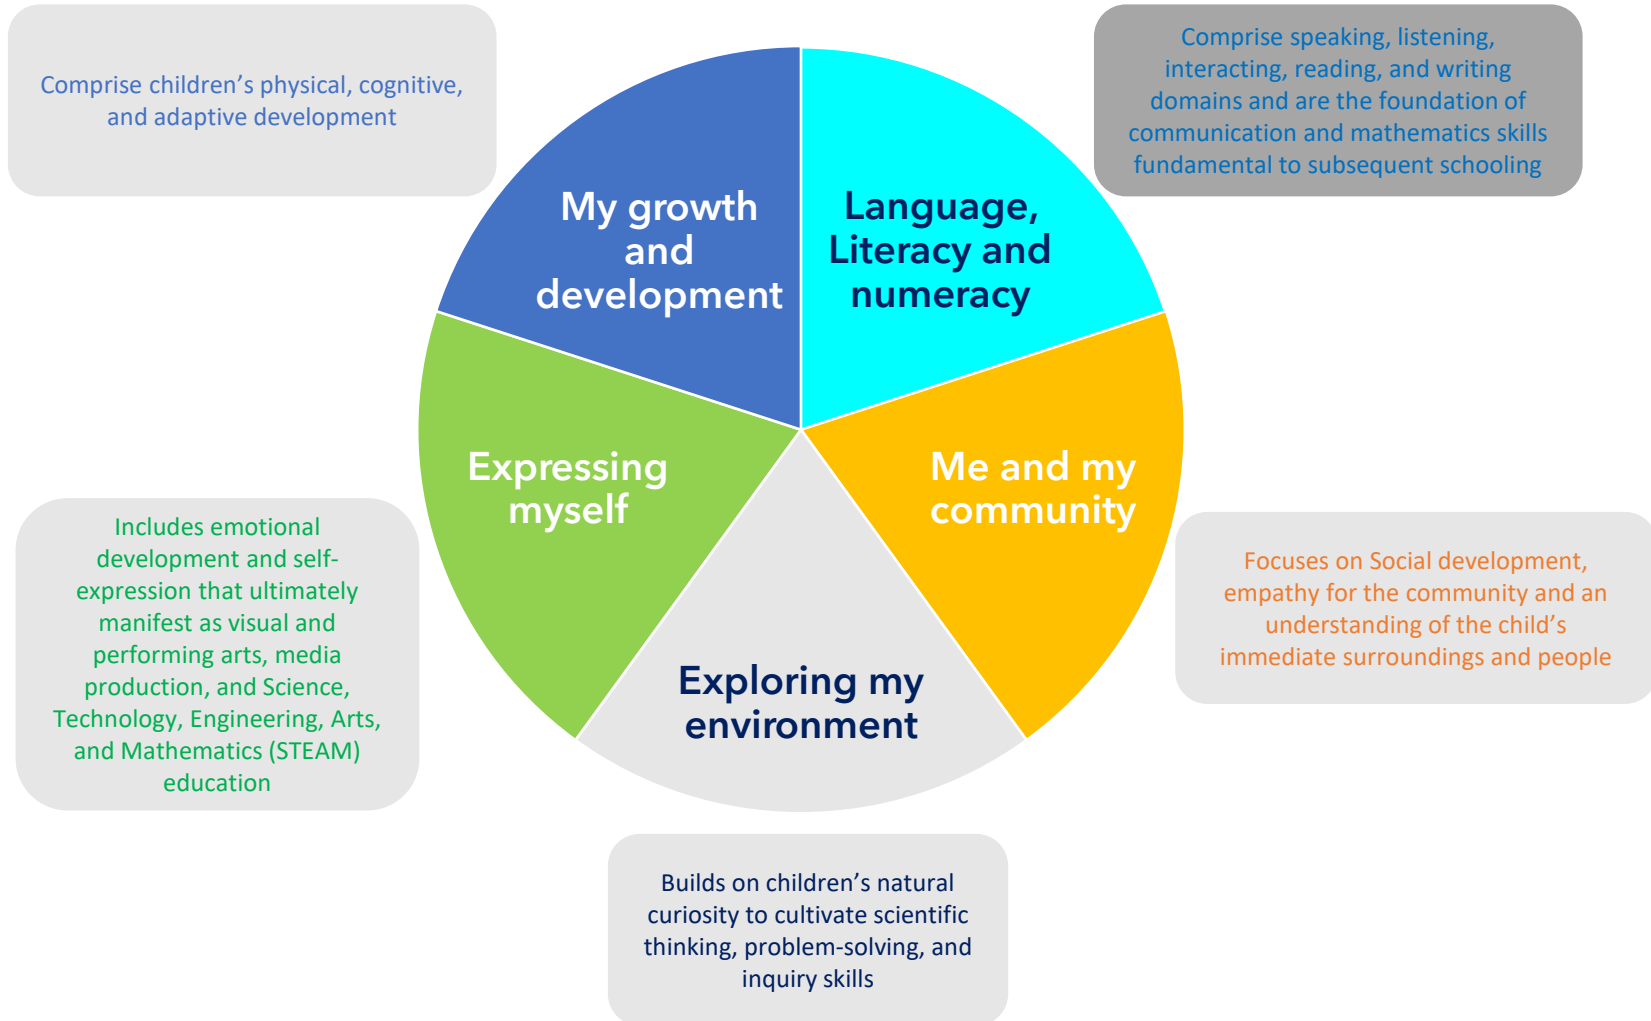 Comprise children’s physical, cognitive,
and adaptive development
Comprise speaking, listening,
interacting, reading, and writing
domains and are the foundation of
communication and mathematics skills
fundamental to subsequent schooling
My growth
and
development
Language,
Literacy and
numeracy
Expressing
myself
Me and my
community
Exploring my
environment
Includes emotional
development and self-
expression that ultimately
manifest as visual and
performing arts, media
production, and Science,
Technology, Engineering, Arts,
and Mathematics (STEAM)
education
Focuses on Social development,
empathy for the community and an
understanding of the child’s
immediate surroundings and people
Builds on children’s natural
curiosity to cultivate scientific
thinking, problem-solving, and
inquiry skills